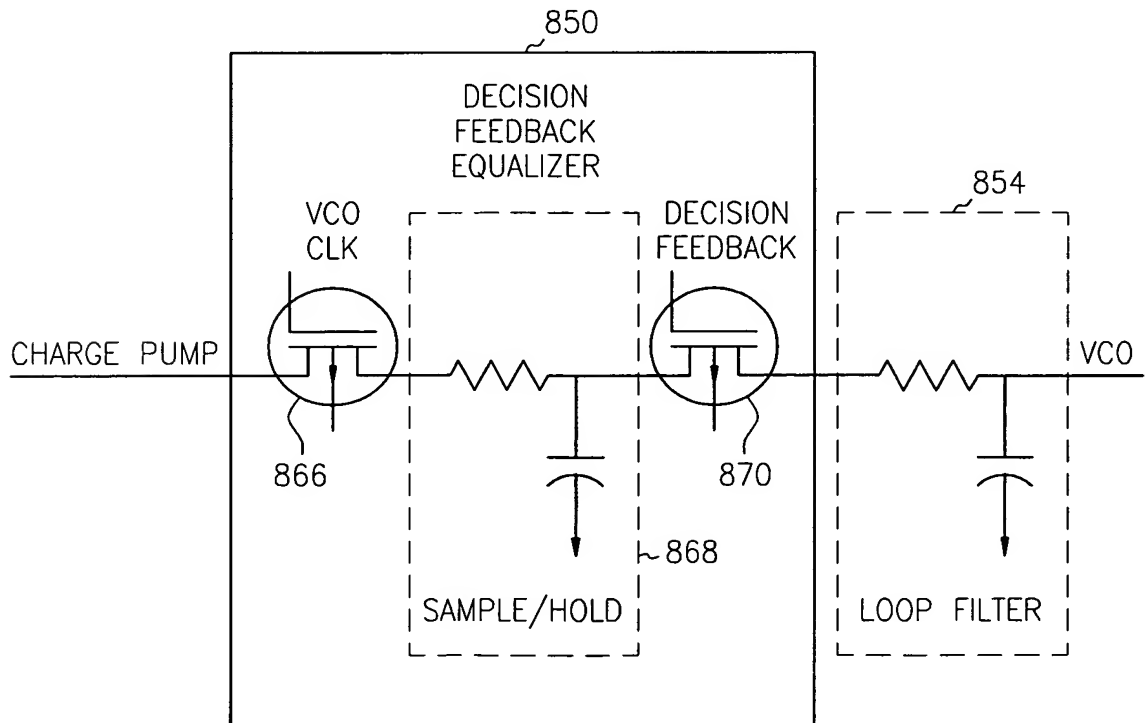 850
DECISION
FEEDBACK
EQUALIZER
854
VCO
CLK
DECISION
FEEDBACK
CHARGE PUMP
VCO
866
870
868
SAMPLE/HOLD
LOOP FILTER